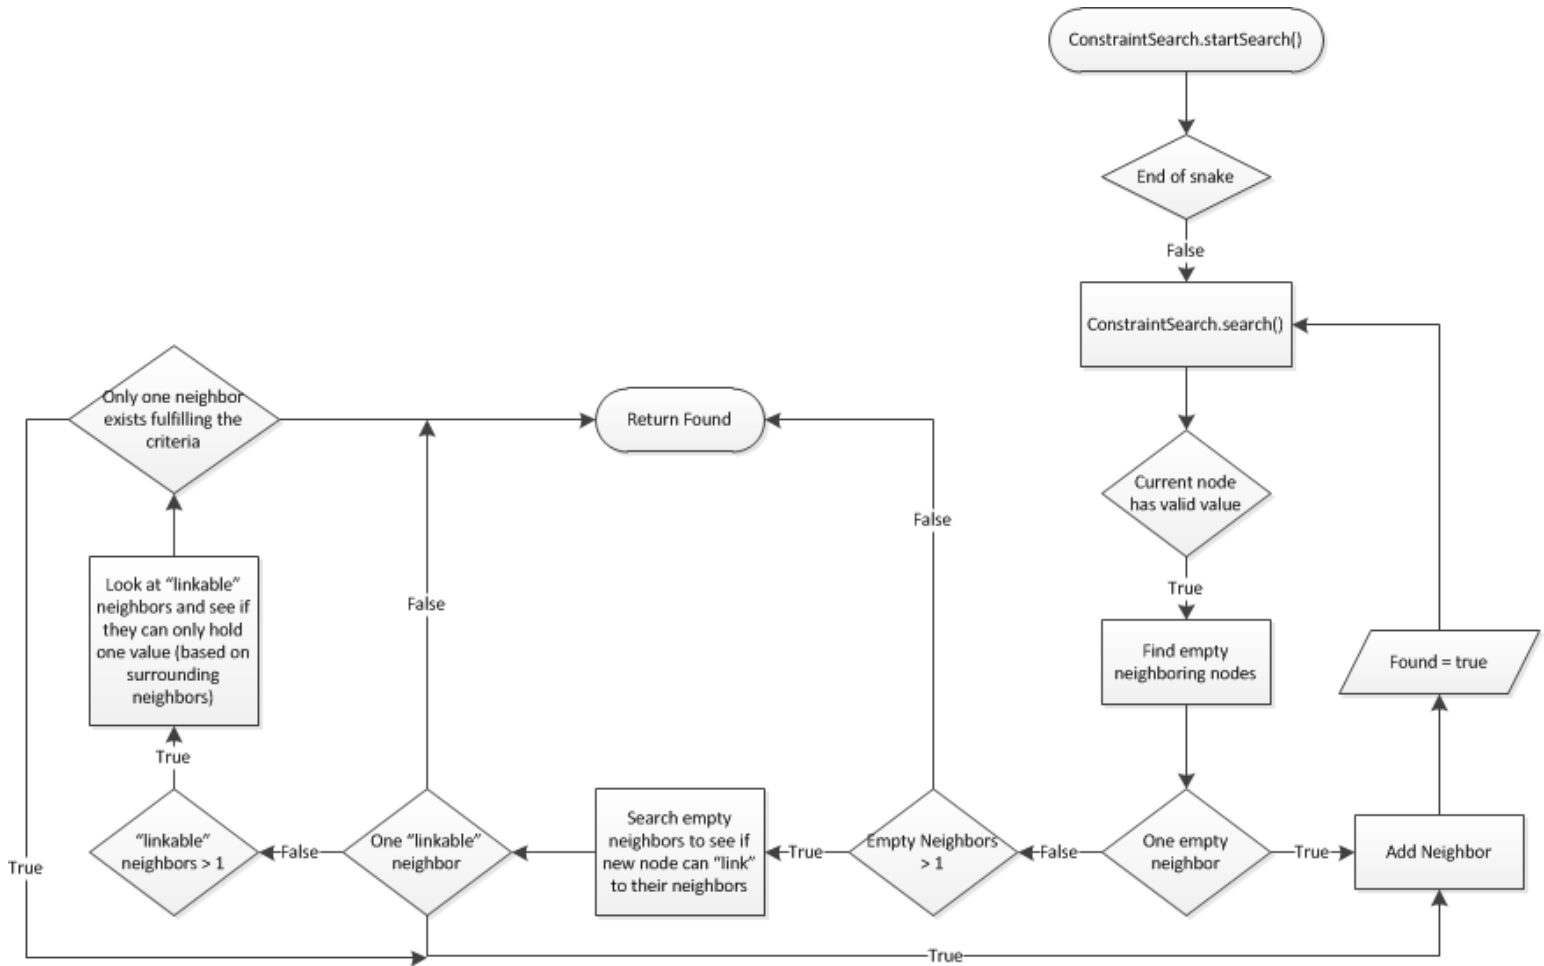 ConstraintSearch.startSearch()
End of snake
False
ConstraintSearch.search()
Only one neighbor
exists fulfilling the
criteria
Return Found
Current node
has valid value
False
True
Look at “linkable”
neighbors and see if
they can only hold
one value (based on
surrounding
neighbors)
False
Find empty
neighboring nodes
Found = true
True
“linkable”
neighbors > 1
False
One “linkable”
neighbor
Search empty
neighbors to see if
new node can “link”
to their neighbors
True
Empty Neighbors
> 1
False
One empty
neighbor
True
Add Neighbor
True
True